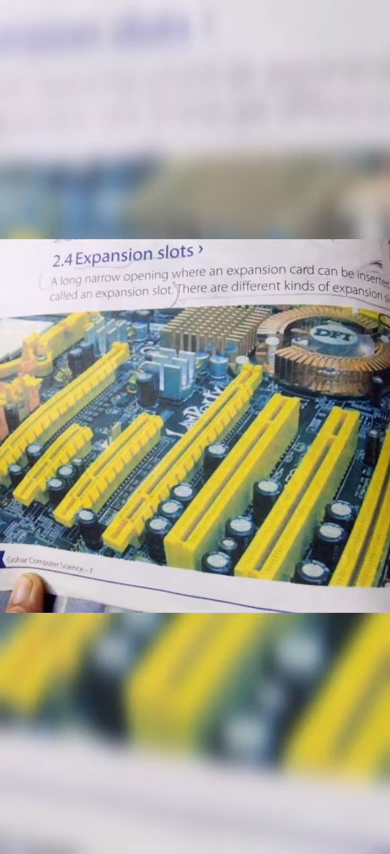 2.4 Expansion slots ›
A long narrow opening where an expansion card can be inserted
called an expansion slot. There are different kinds of expansion
DFI
Gohar Computer Science - 7